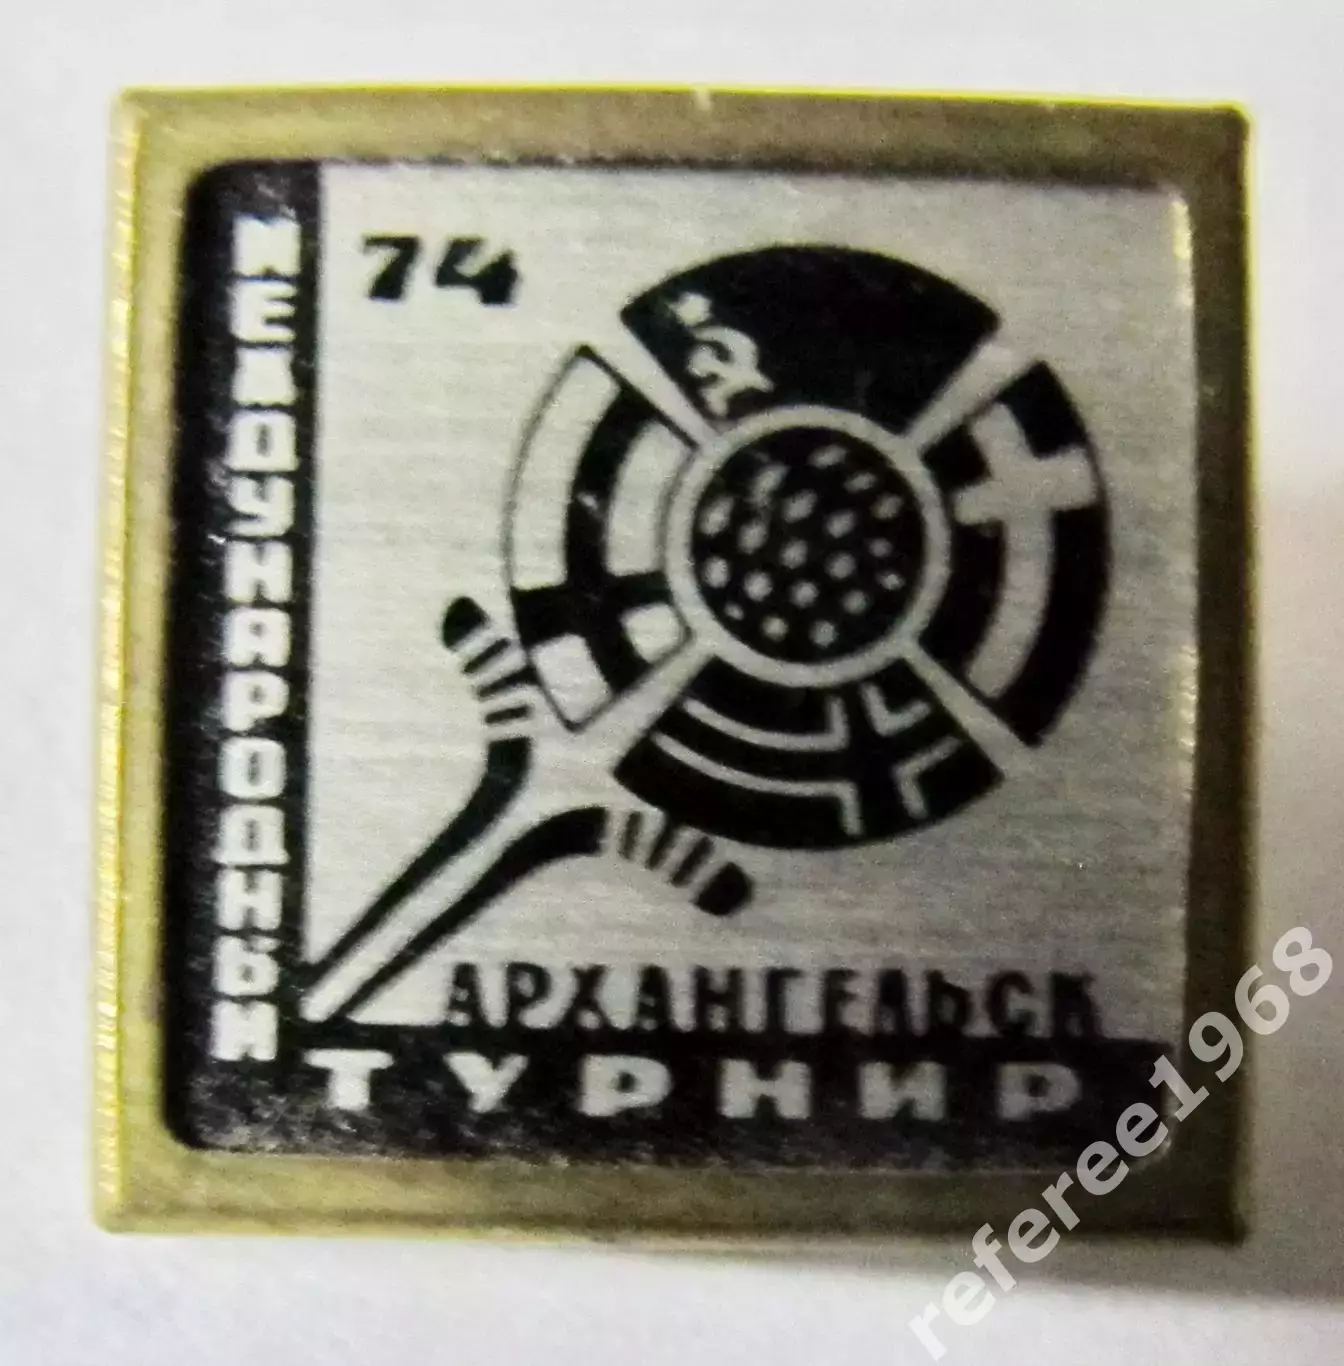 МЕЖДУНАРОДНЫЙ
74
АРХАНГЕЛЬСК
ТУРНИР
referee1968